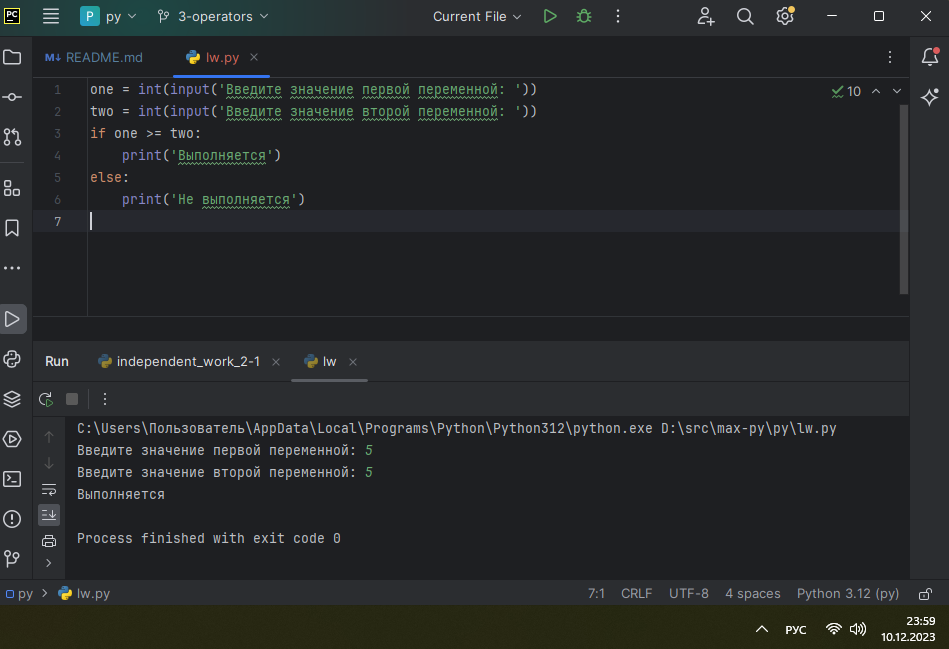 PC
P py
3-operators
Current File
README.md
lw.py
1 one = int(input('Введите значение первой переменной: '))
10
2 two = int(input('Введите значение второй переменной: '))
3 if one >= two:
4 print('Выполняется')
5 else:
6 print('Не выполняется')
7
Run
independent_work_2-1
lw
C:\Users\Пользователь\AppData\Local\Programs\Python\Python312\python.exe D:\src\max-py\py\lw.py
Введите значение первой переменной: 5
Введите значение второй переменной: 5
Выполняется
Process finished with exit code 0
py > lw.py
7:1
CRLF
UTF-8
4 spaces
Python 3.12 (py)
РУС
23:59
10.12.2023